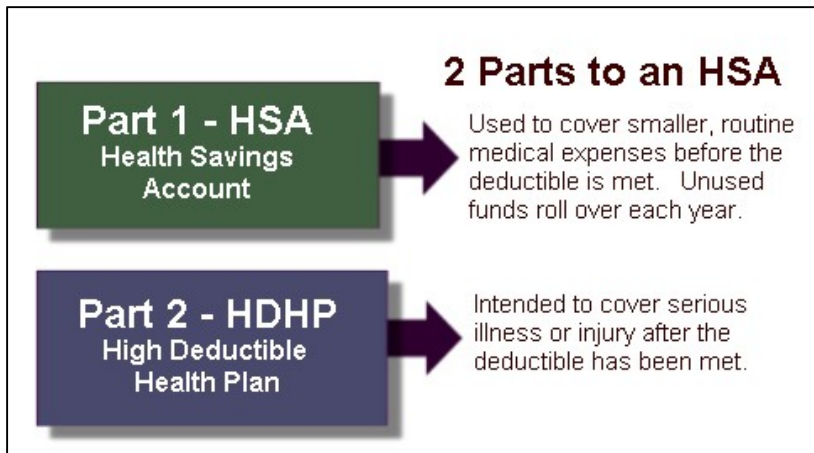 2 Parts to an HSA
Part 1 - HSA
Health Savings
Account
Used to cover smaller, routine
medical expenses before the
deductible is met.   Unused
funds roll over each year.
Part 2 - HDHP
High Deductible
Health Plan
Intended to cover serious
illness or injury after the
deductible has been met.